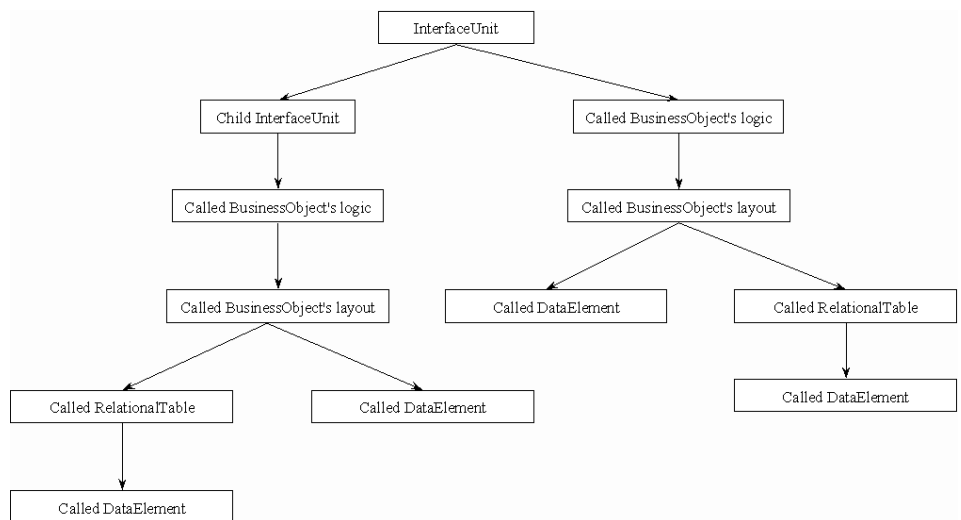 InterfaceUnit
Child InterfaceUnit
Called BusinessObject's logic
Called BusinessObject's logic
Called BusinessObject's layout
Called BusinessObject's layout
Called DataElement
Called RelationalTable
Called RelationalTable
Called DataElement
Called DataElement
Called DataElement